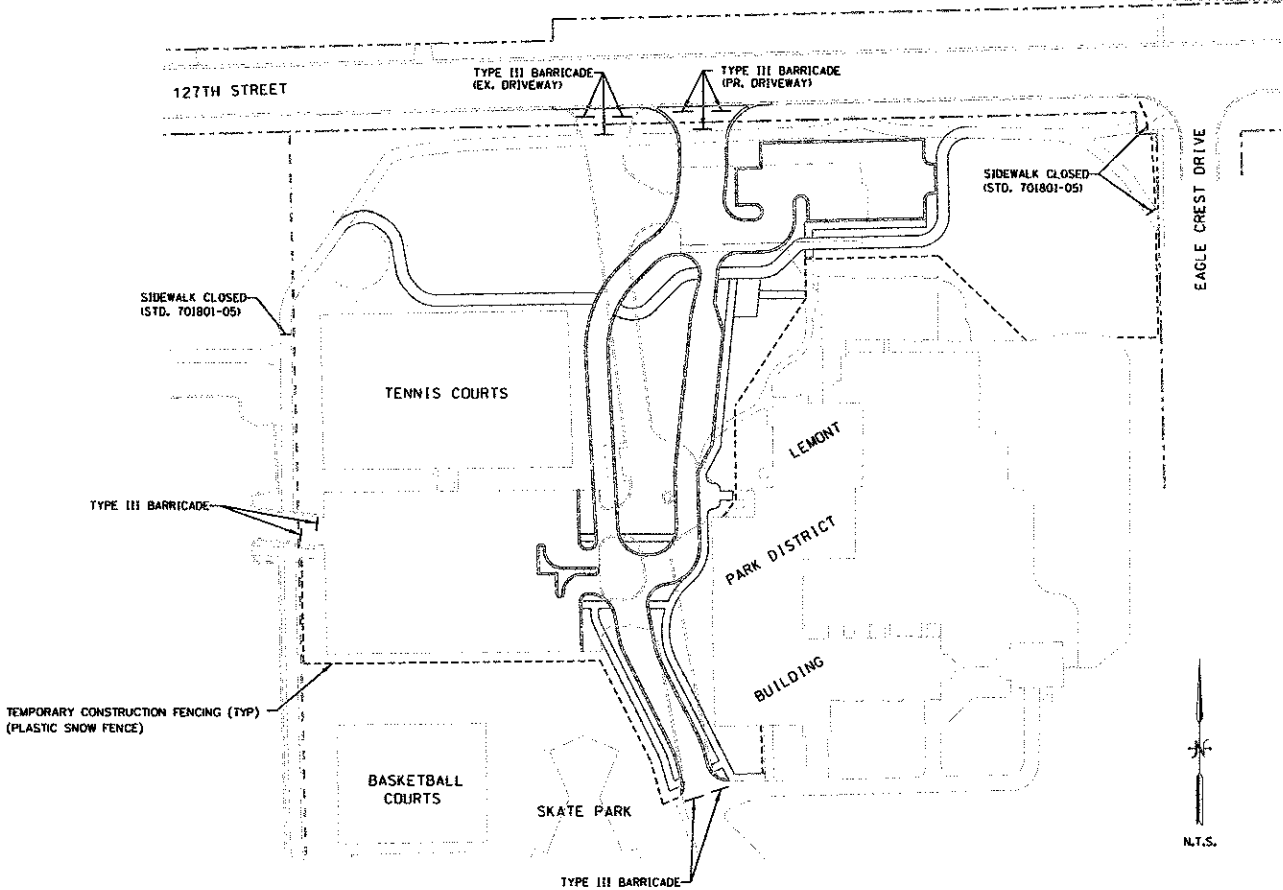 TYPE III BARRICADE
(EX. DRIVEWAY)
TYPE III BARRICADE
(PR. DRIVEWAY)
127TH STREET
SIDEWALK CLOSED
(STD. 701801-05)
EAGLE CREST DRIVE
SIDEWALK CLOSED
(STD. 701801-05)
TENNIS COURTS
LEMONT
TYPE III BARRICADE
PARK DISTRICT
BUILDING
TEMPORARY CONSTRUCTION FENCING (TYP)
(PLASTIC SNOW FENCE)
BASKETBALL
COURTS
SKATE PARK
N
N.T.S.
TYPE III BARRICADE